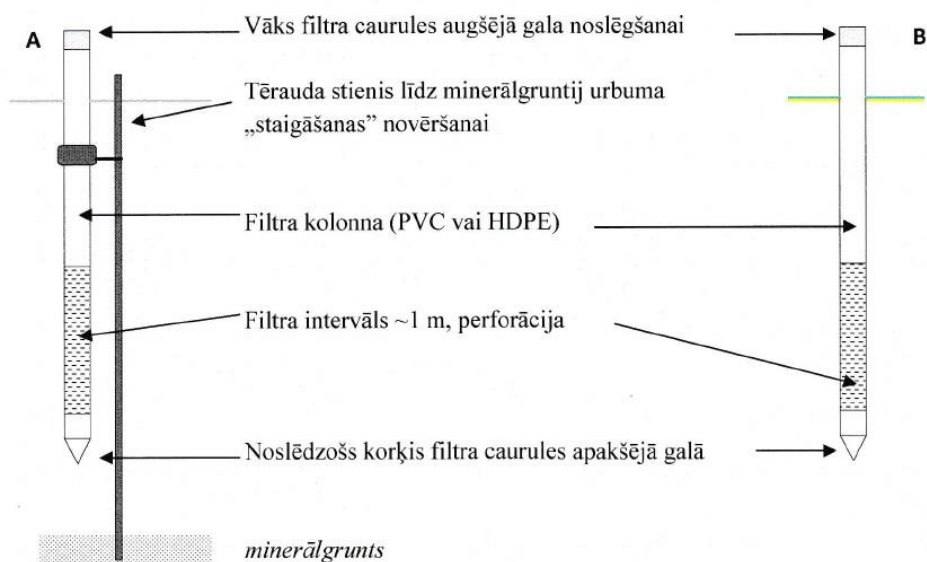 A
Vāks filtra caurules augšējā gala noslēgšanai
B
Tērauda stienis līdz minerālgruntij urbuma
„staigāšanas” novēršanai
Filtra kolonna (PVC vai HDPE)
Filtra intervāls ~1 m, perforācija
Noslēdzošs korķis filtra caurules apakšējā galā
minerālgrunts